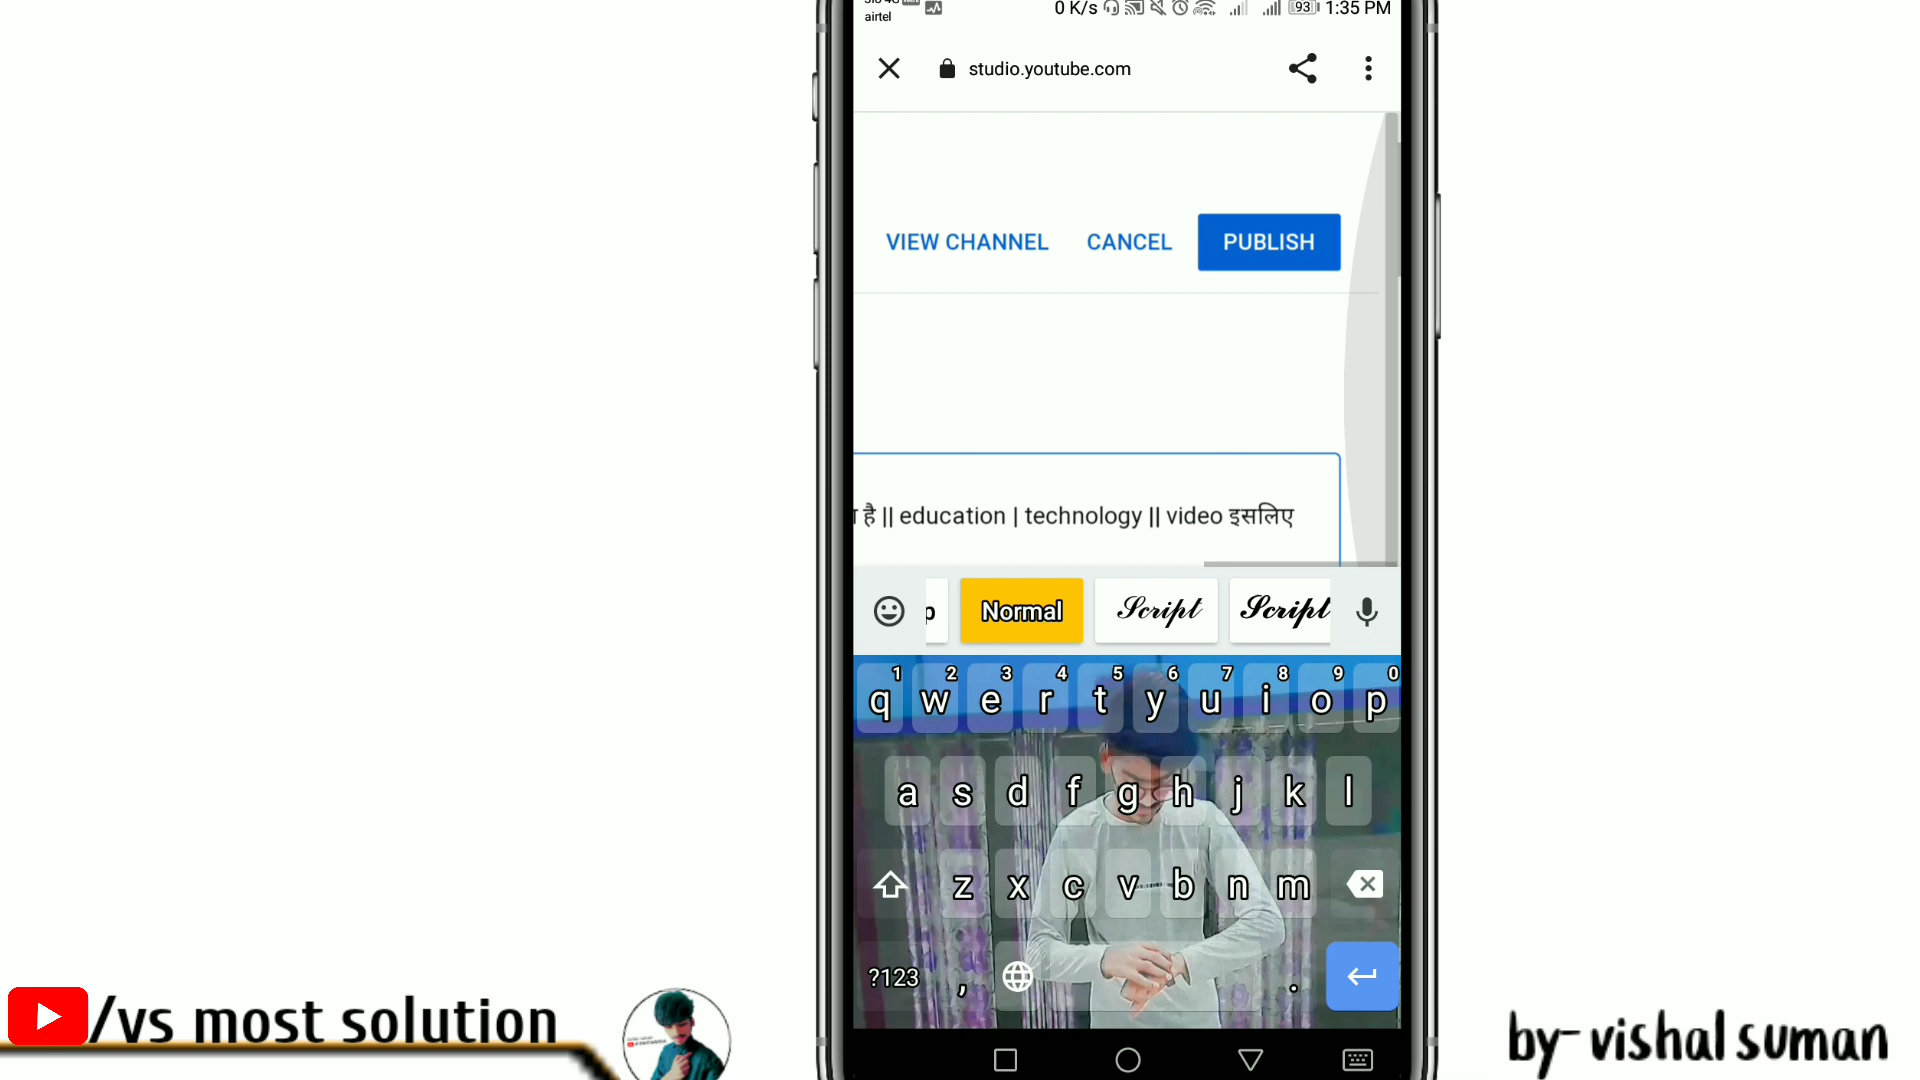 airtel
0 K/s 93 1:35 PM
studio.youtube.com
VIEW CHANNEL CANCEL PUBLISH
है || education | technology || video इसलिए
p Normal Script Script
1 2 3 4 5 6 7 8 9 0
q w e r t y u i o p
a s d f g h j k l
z x c v b n m
?123 , .
/vs most solution
by- vishal suman